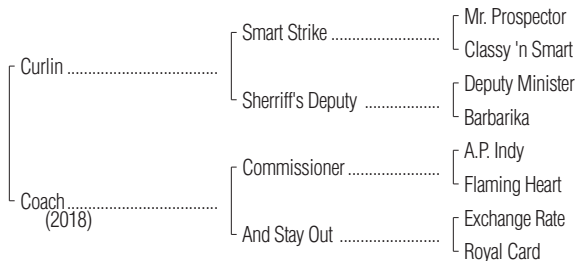 Mr. Prospector
Smart Strike ........................
Classy 'n Smart
Curlin .................................
Deputy Minister
Sherriff's Deputy ................
Barbarika
A.P. Indy
Commissioner ....................
Flaming Heart
Coach .................................
(2018)
Exchange Rate
And Stay Out ......................
Royal Card